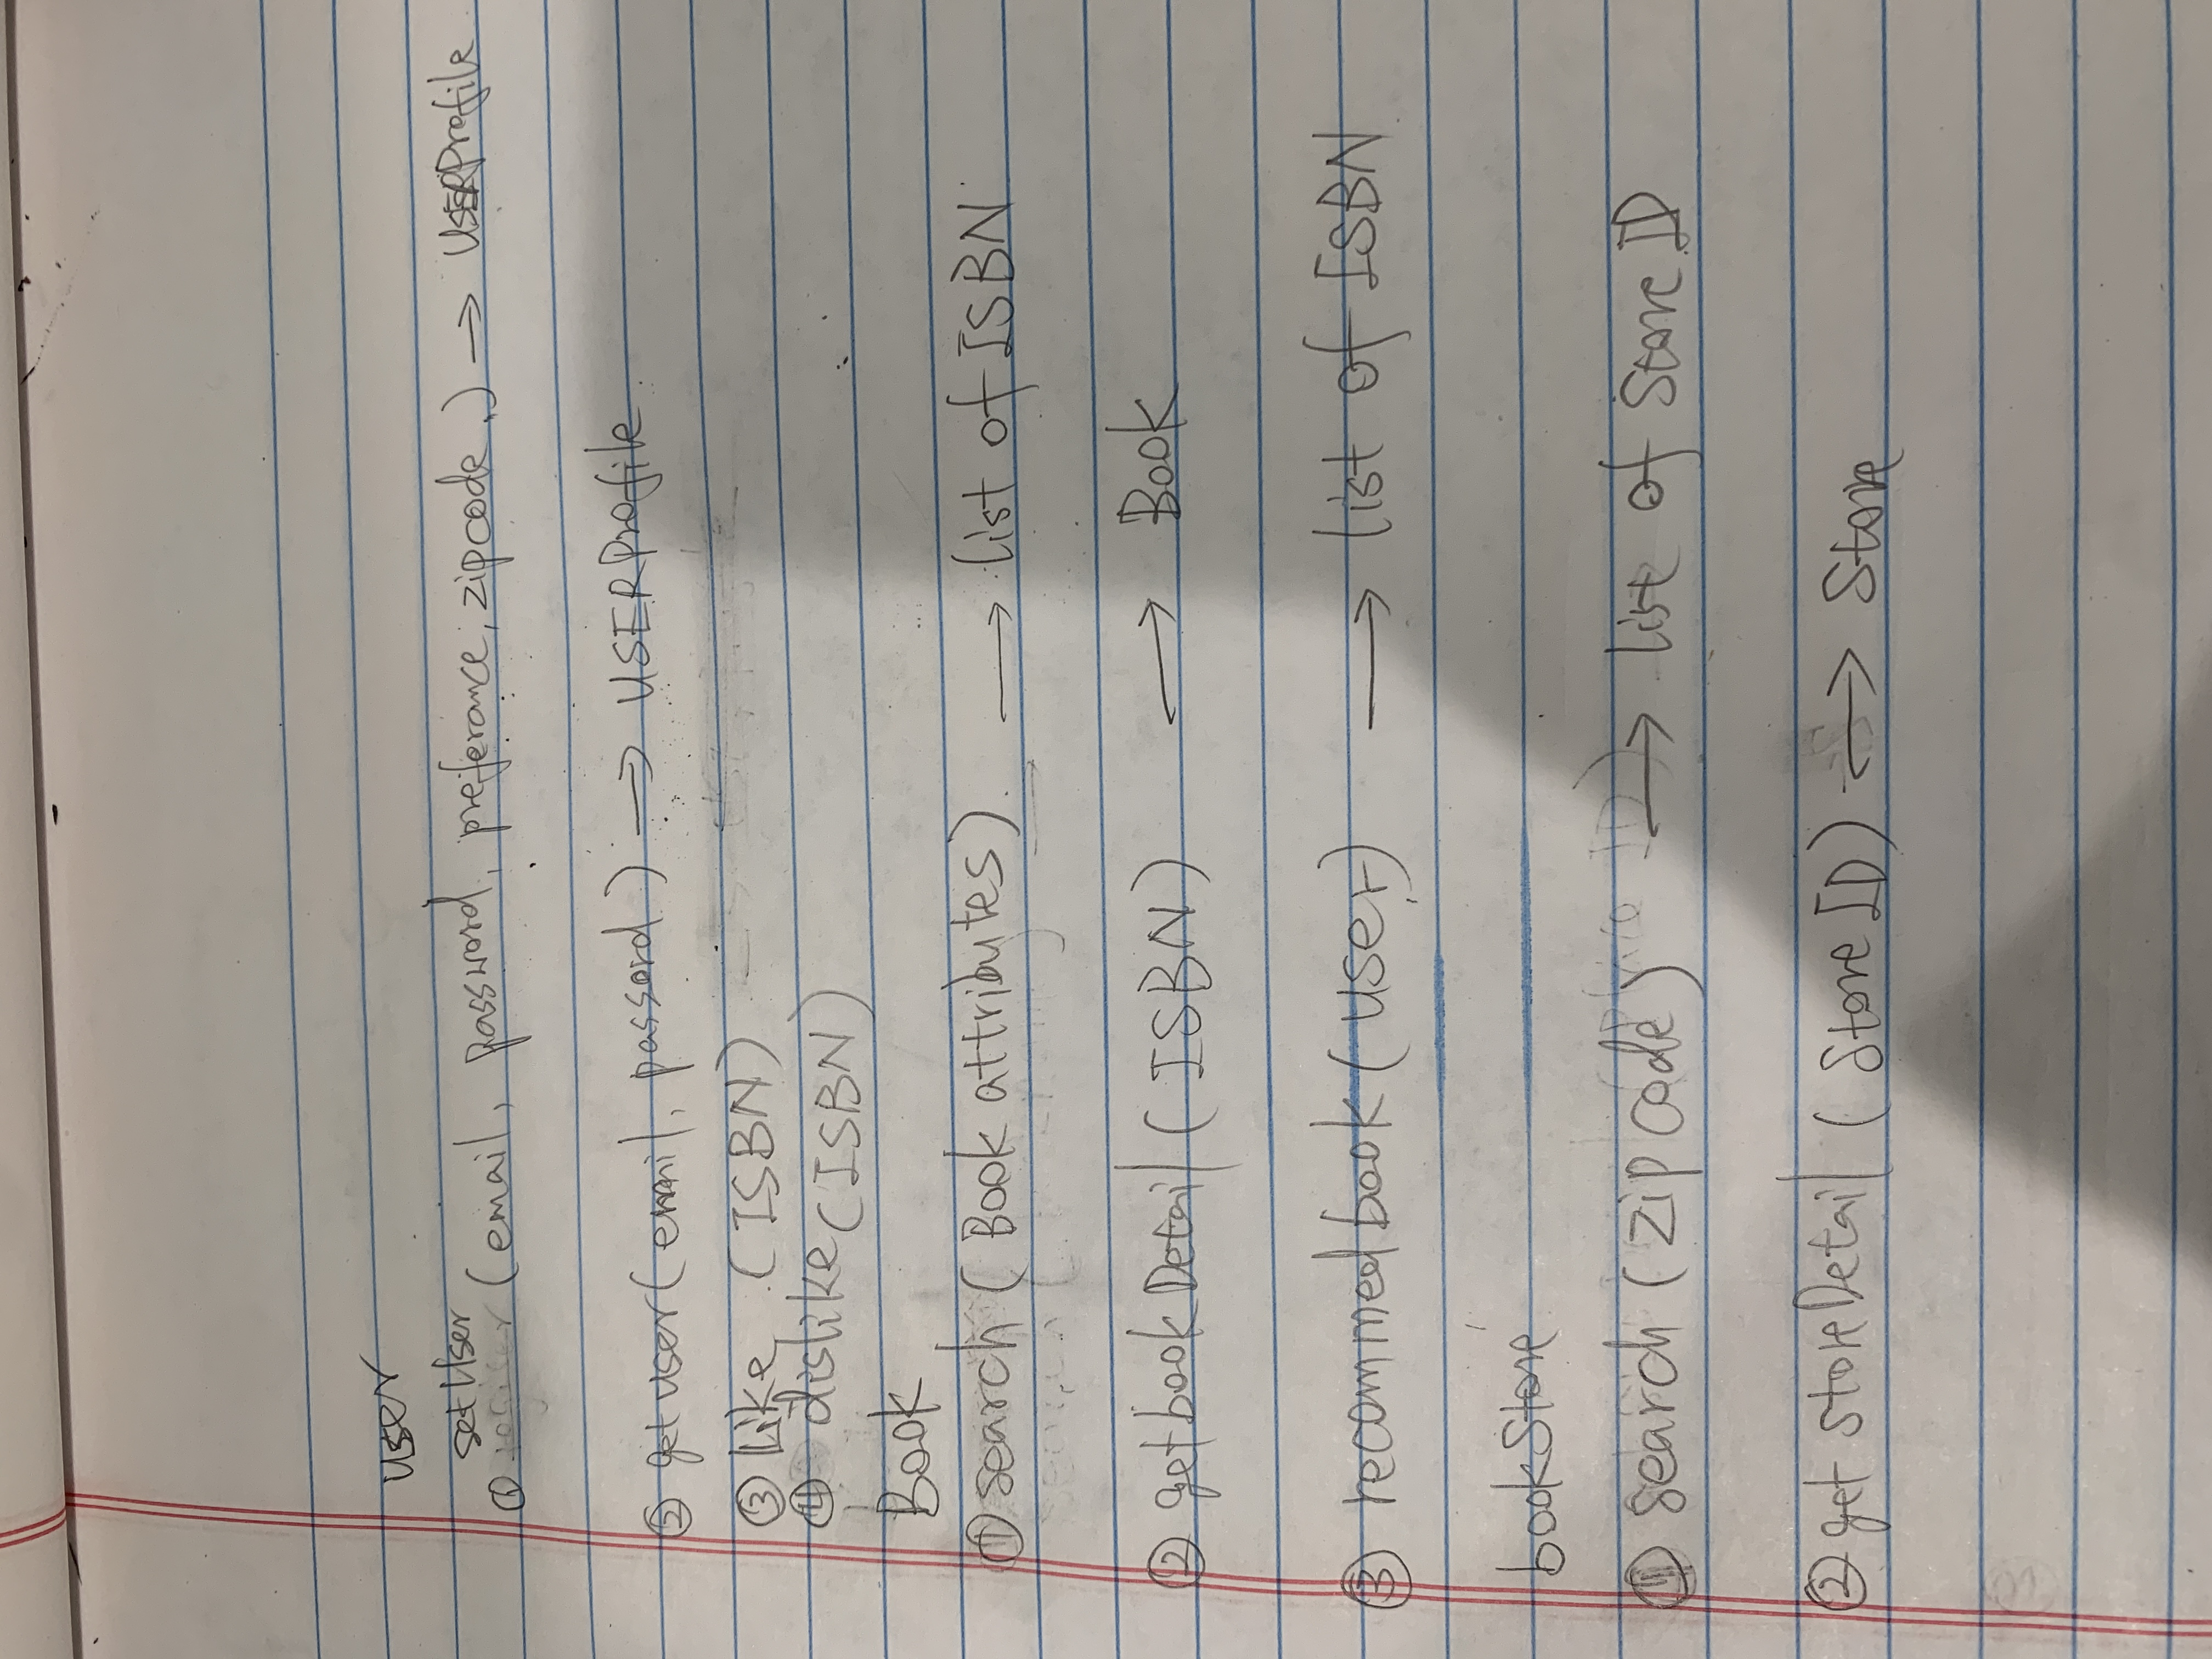 user
setUser
① (email, password, preferance, zipcode,) → USERProfile
② getuser(email, passord) → USERProfile
③ Like (ISBN)
④ dislike (ISBN)
Book
① search (Book attributes) → list of ISBN
② getbookDetail (ISBN) → Book
③ recommedbook (user) → list of ISBN
bookStore
① search (zipcode) → list of Store ID
② get storeDetail (Store ID) → Store